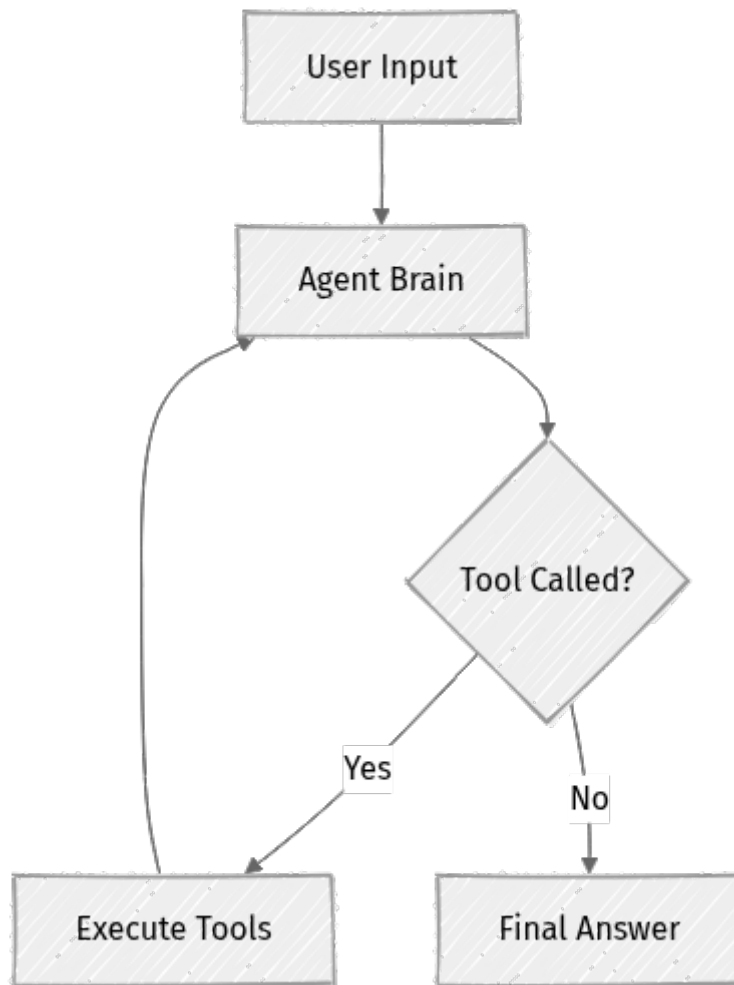 User Input
Agent Brain
Tool Called?
Yes
No
Execute Tools
Final Answer